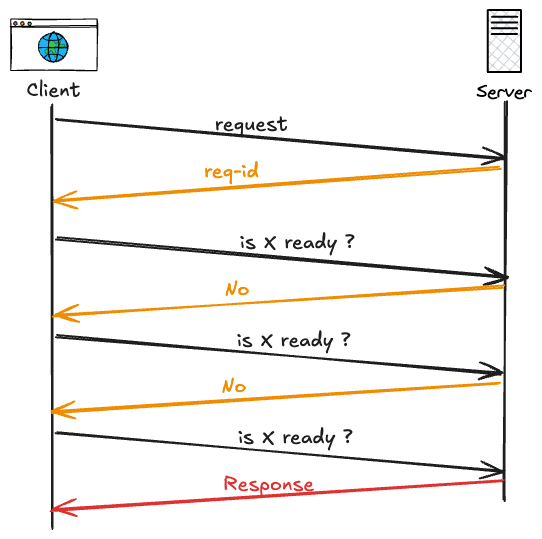 Client
Server
request
req-id
is X ready ?
No
is X ready ?
No
is X ready ?
Response